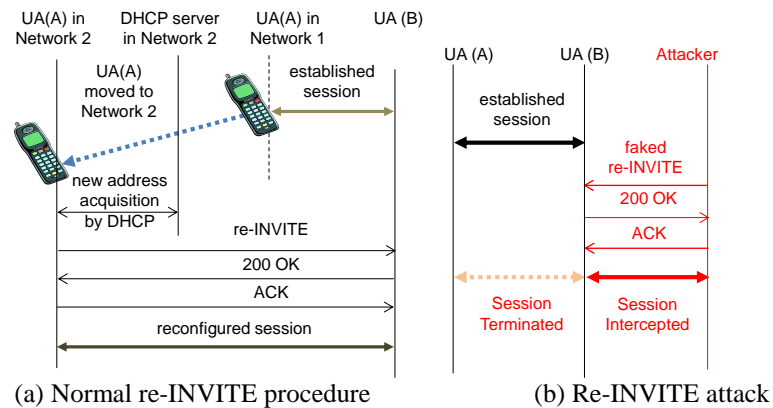 UA(A) in
Network 2
DHCP server
in Network 2
UA(A) in
Network 1
UA (B)
UA(A)
moved to
Network 2
established
session
new address
acquisition
by DHCP
re-INVITE
200 OK
ACK
reconfigured session
(a) Normal re-INVITE procedure
UA (A)
UA (B)
Attacker
established
session
faked
re-INVITE
200 OK
ACK
Session
Terminated
Session
Intercepted
(b) Re-INVITE attack